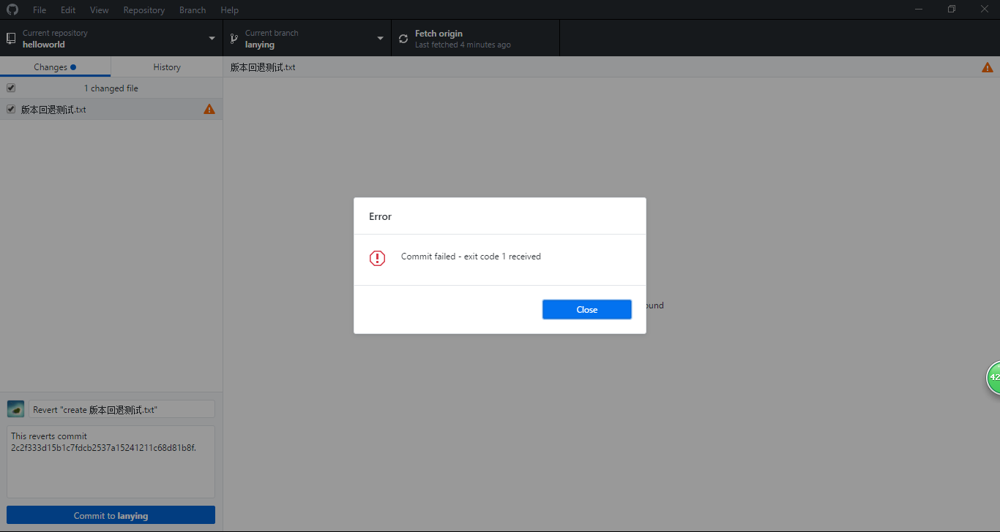 File Edit View Repository Branch Help
Current repository
helloworld
Current branch
lanying
Fetch origin
Last fetched 4 minutes ago
Changes
History
版本回退测试.txt
1 changed file
版本回退测试.txt
Error
Commit failed - exit code 1 received
Close
42
Revert "create 版本回退测试.txt"
This reverts commit
2c2f333d15b1c7fdcb2537a15241211c68d81b8f.
Commit to lanying